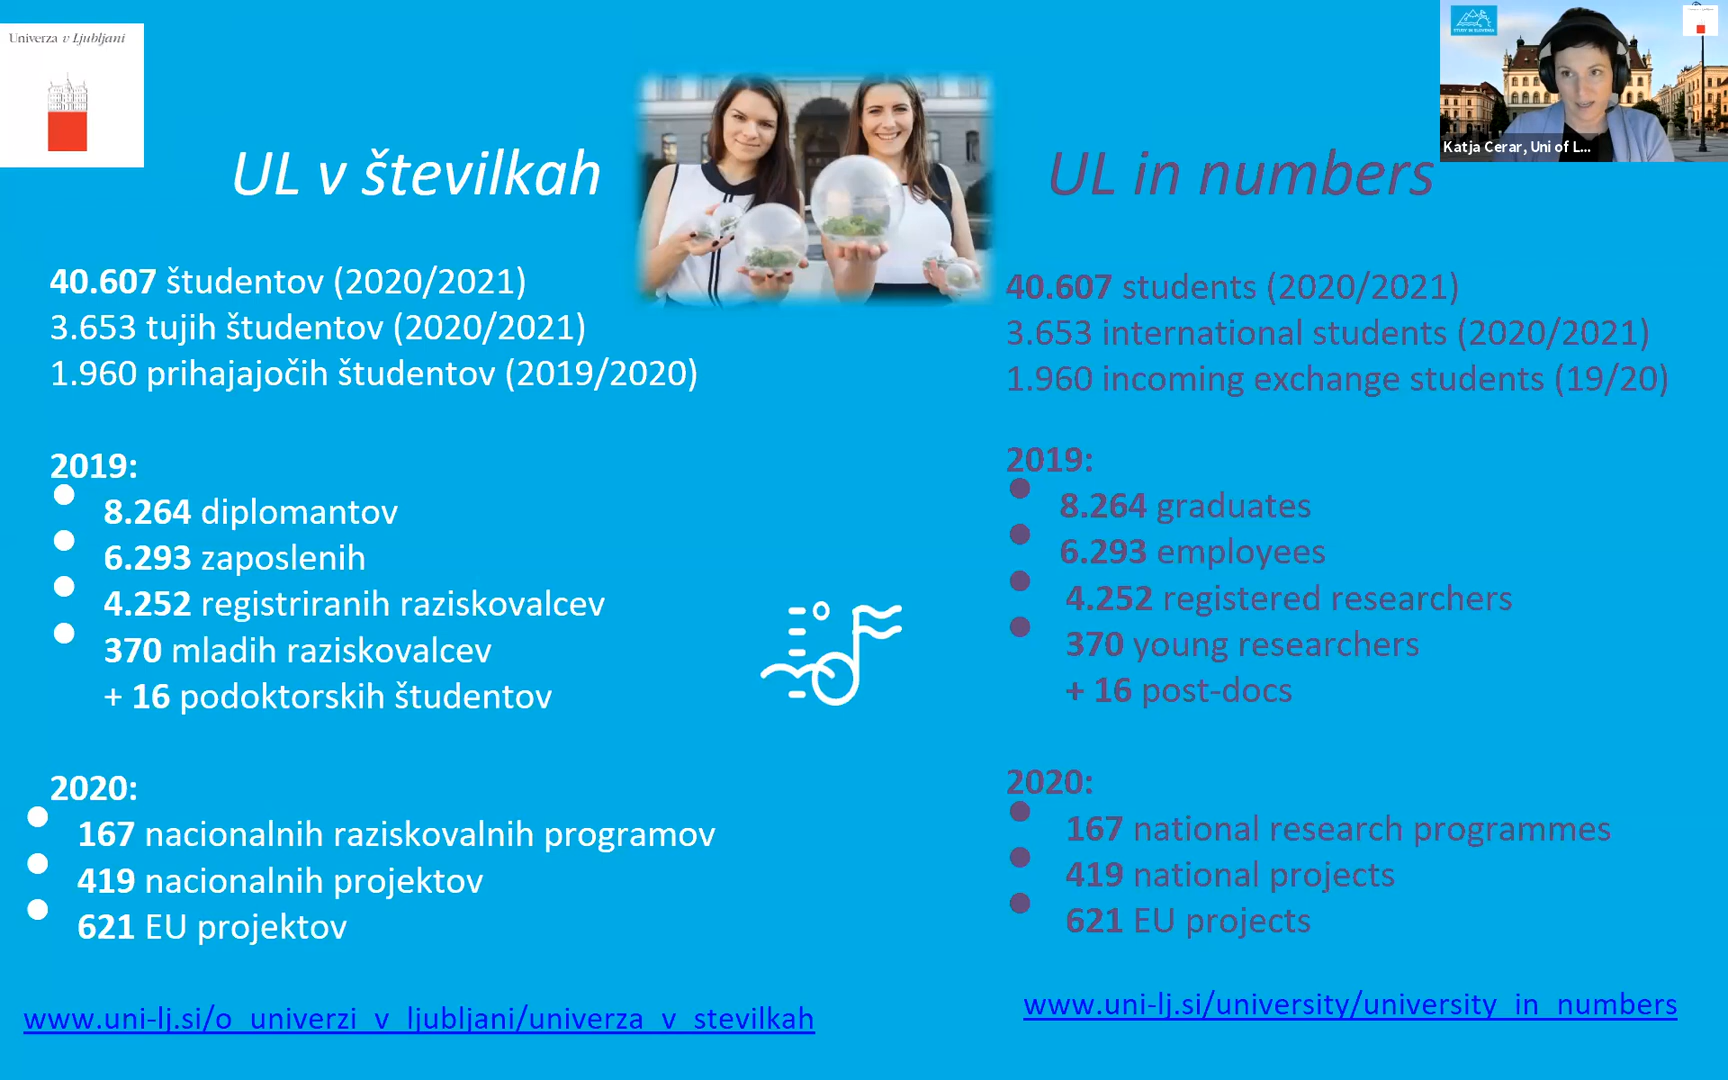 Univerza v Ljubljani
UL v številkah
40.607 študentov (2020/2021)
3.653 tujih študentov (2020/2021)
1.960 prihajajočih študentov (2019/2020)
2019:
8.264 diplomantov
6.293 zaposlenih
4.252 registriranih raziskovalcev
370 mladih raziskovalcev
+ 16 podoktorskih študentov
2020:
167 nacionalnih raziskovalnih programov
419 nacionalnih projektov
621 EU projektov
www.uni-lj.si/o_univerzi_v_ljubljani/univerza_v_stevilkah
UL in numbers
40.607 students (2020/2021)
3.653 international students (2020/2021)
1.960 incoming exchange students (19/20)
2019:
8.264 graduates
6.293 employees
4.252 registered researchers
370 young researchers
+ 16 post-docs
2020:
167 national research programmes
419 national projects
621 EU projects
www.uni-lj.si/university/university_in_numbers
STUDY IN SLOVENIA
Katja Cerar, Uni of L...